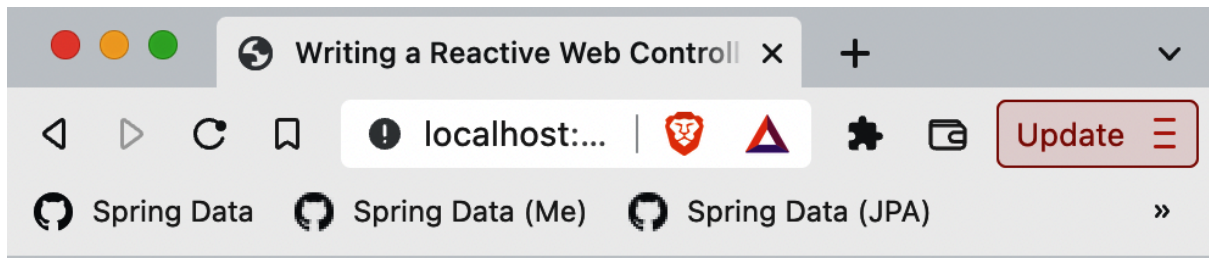 Writing a Reactive Web Controll
localhost:...
Update
Spring Data
Spring Data (Me)
Spring Data (JPA)
»